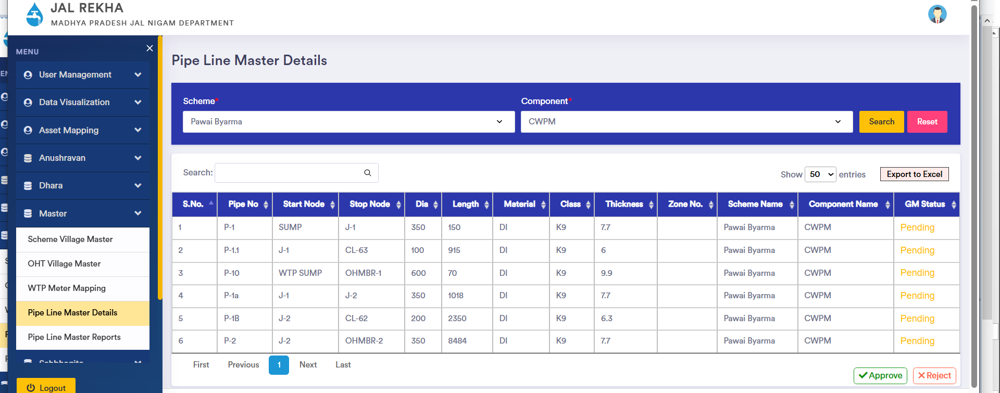 JAL REKHA
MADHYA PRADESH JAL NIGAM DEPARTMENT
MENU
User Management
Data Visualization
Asset Mapping
Anushravan
Dhara
Master
Scheme Village Master
OHT Village Master
WTP Meter Mapping
Pipe Line Master Details
Pipe Line Master Reports
Logout
Pipe Line Master Details
Scheme* Component*
Pawai Byarma CWPM Search Reset
Search: Show 50 entries Export to Excel
S.No. Pipe No Start Node Stop Node Dia Length Material Class Thickness Zone No. Scheme Name Component Name GM Status
1 P-1 SUMP J-1 350 150 DI K9 7.7 Pawai Byarma CWPM Pending
2 P-1.1 J-1 CL-63 100 915 DI K9 6 Pawai Byarma CWPM Pending
3 P-10 WTP SUMP OHMBR-1 600 70 DI K9 9.9 Pawai Byarma CWPM Pending
4 P-1a J-1 J-2 350 1018 DI K9 7.7 Pawai Byarma CWPM Pending
5 P-1B J-2 CL-62 200 2350 DI K9 6.3 Pawai Byarma CWPM Pending
6 P-2 J-2 OHMBR-2 350 8484 DI K9 7.7 Pawai Byarma CWPM Pending
First Previous 1 Next Last
Approve Reject